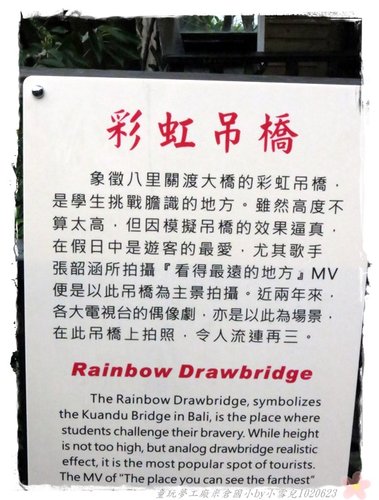 彩虹吊橋
象徵八里關渡大橋的彩虹吊橋，
是學生挑戰膽識的地方。雖然高度不
算太高，但因模擬吊橋的效果逼真，
在假日中是遊客的最愛，尤其歌手
張韶涵所拍攝『看得最遠的地方』MV
便是以此吊橋為主景拍攝。近兩年來，
各大電視台的偶像劇，亦是以此為場景，
在此吊橋上拍照，令人流連再三。
Rainbow Drawbridge
The Rainbow Drawbridge, symbolizes
the Kuandu Bridge in Bali, is the place where
students challenge their bravery. While height
is not too high, but analog drawbridge realistic
effect, it is the most popular spot of tourists.
The MV of "The place you can see the farthest"
童玩夢工廠米倉國小by小雪兒1020623